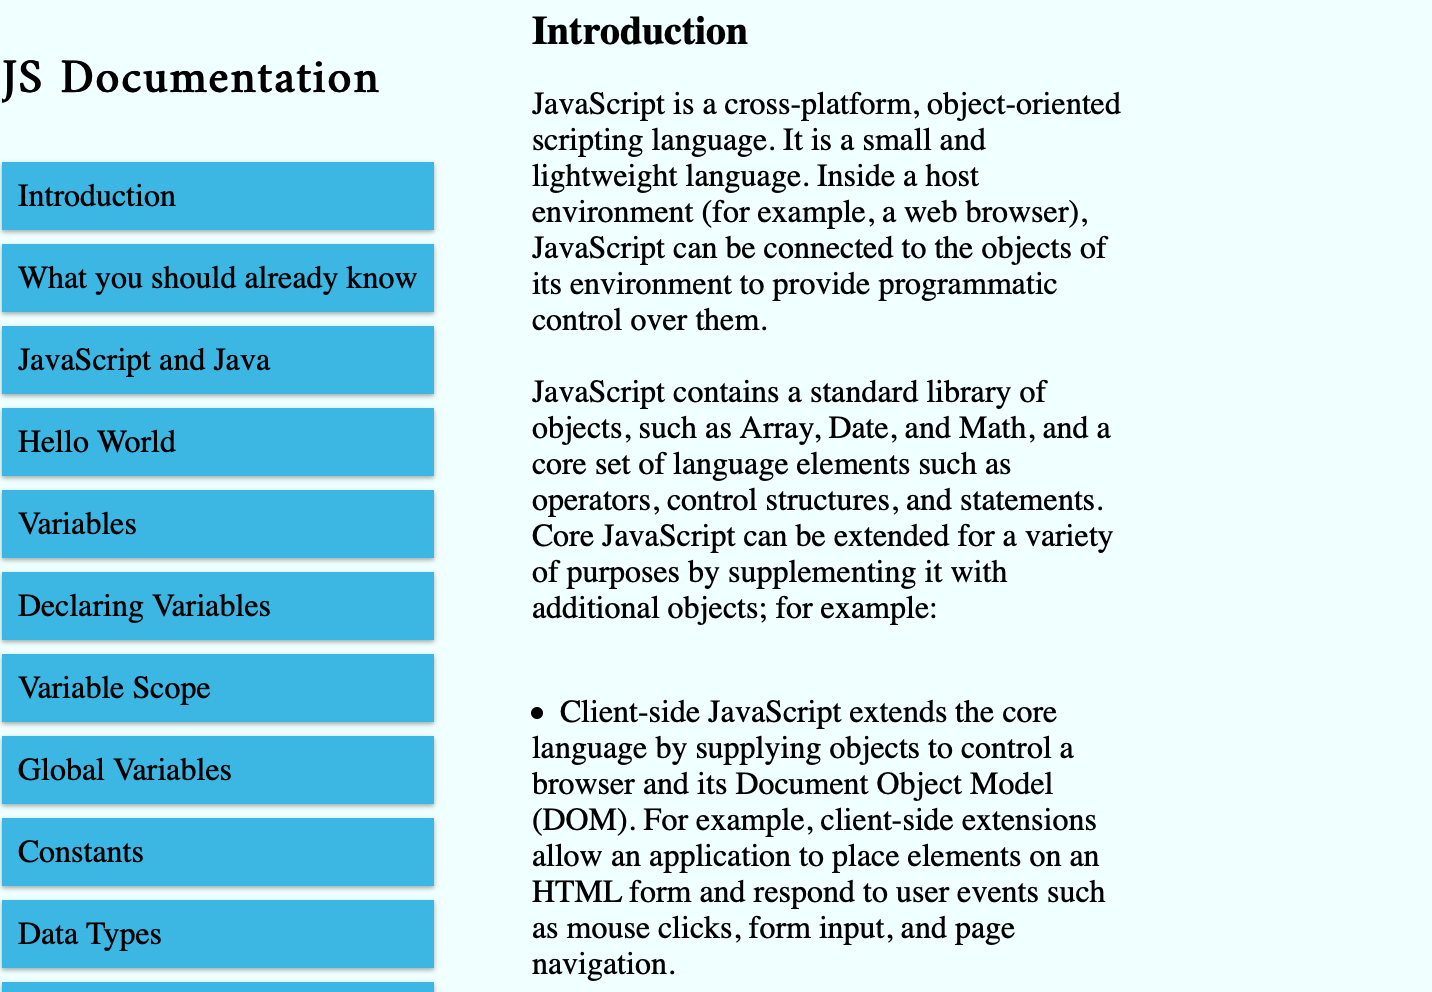 JS Documentation
Introduction
What you should already know
JavaScript and Java
Hello World
Variables
Declaring Variables
Variable Scope
Global Variables
Constants
Data Types
Introduction
JavaScript is a cross-platform, object-oriented
scripting language. It is a small and
lightweight language. Inside a host
environment (for example, a web browser),
JavaScript can be connected to the objects of
its environment to provide programmatic
control over them.
JavaScript contains a standard library of
objects, such as Array, Date, and Math, and a
core set of language elements such as
operators, control structures, and statements.
Core JavaScript can be extended for a variety
of purposes by supplementing it with
additional objects; for example:
• Client-side JavaScript extends the core
language by supplying objects to control a
browser and its Document Object Model
(DOM). For example, client-side extensions
allow an application to place elements on an
HTML form and respond to user events such
as mouse clicks, form input, and page
navigation.